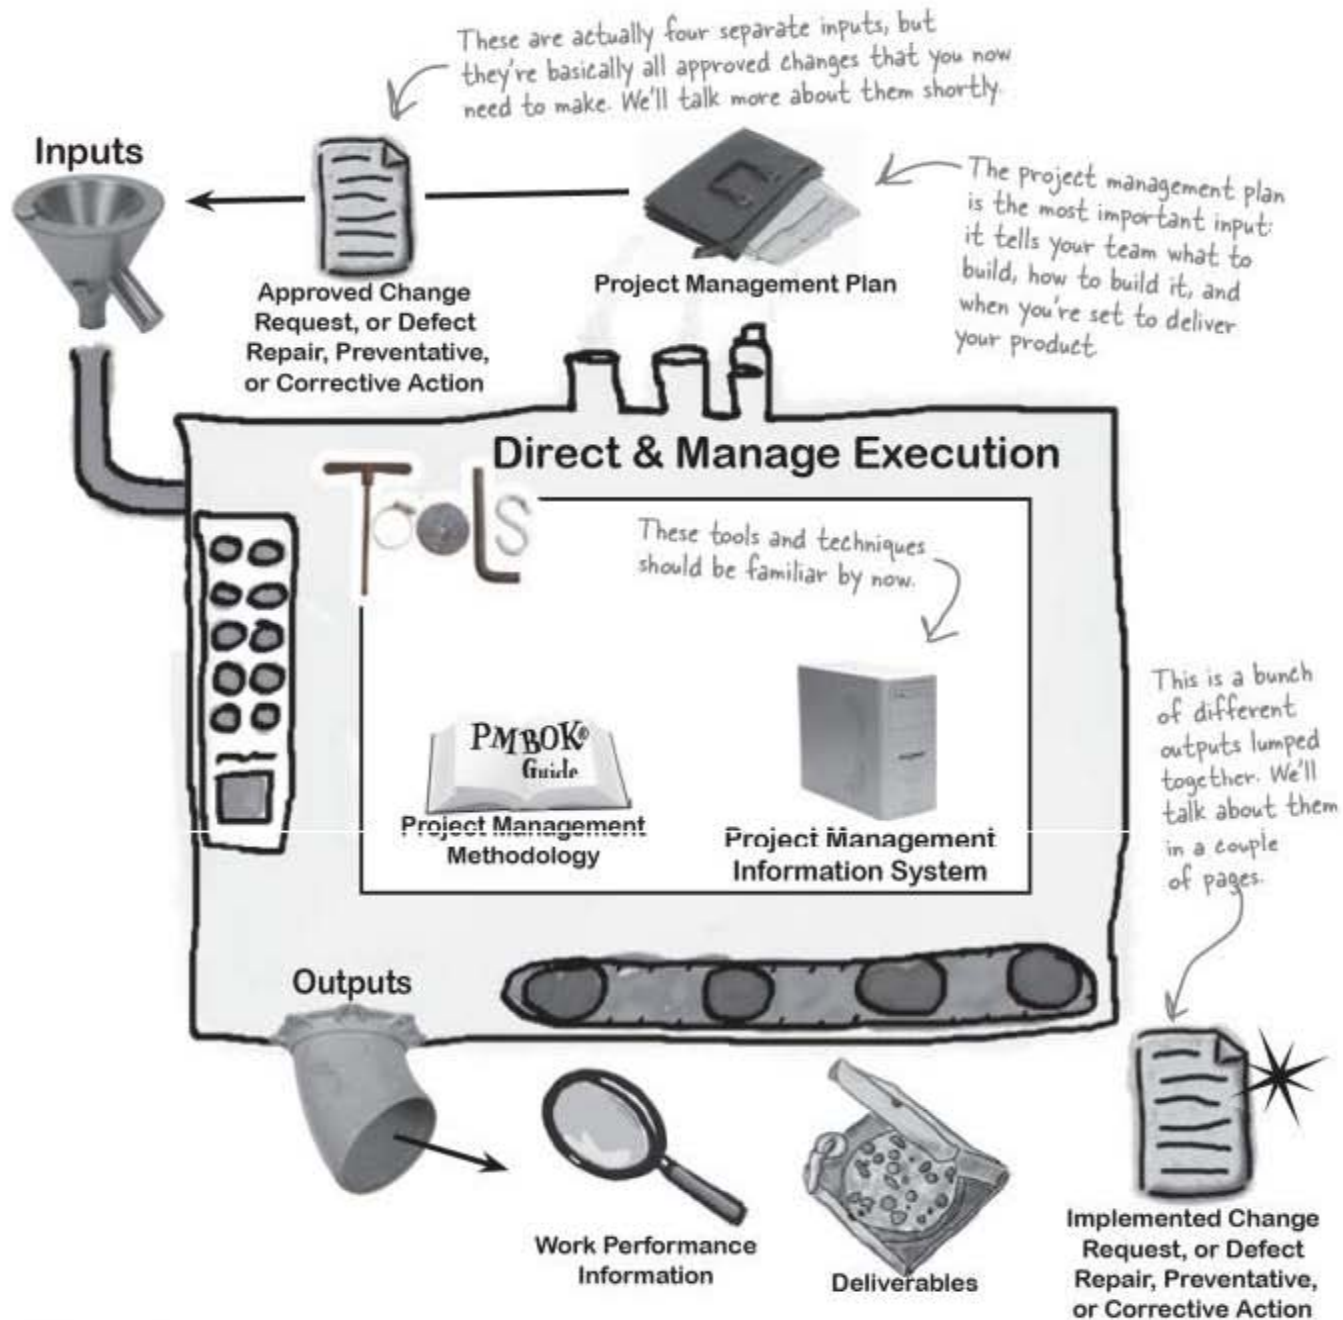 These are actually four separate inputs, but
they're basically all approved changes that you now
need to make. We'll talk more about them shortly.
Inputs
The project management plan
is the most important input:
it tells your team what to
build, how to build it, and
when you're set to deliver
your product
Approved Change
Request, or Defect
Repair, Preventative,
or Corrective Action
Project Management Plan
Direct & Manage Execution
Tools
These tools and techniques
should be familiar by now.
PMBOK®
Guide
Project Management
Methodology
Project Management
Information System
This is a bunch
of different
outputs lumped
together. We'll
talk about them
in a couple
of pages.
Outputs
Work Performance
Information
Deliverables
Implemented Change
Request, or Defect
Repair, Preventative,
or Corrective Action